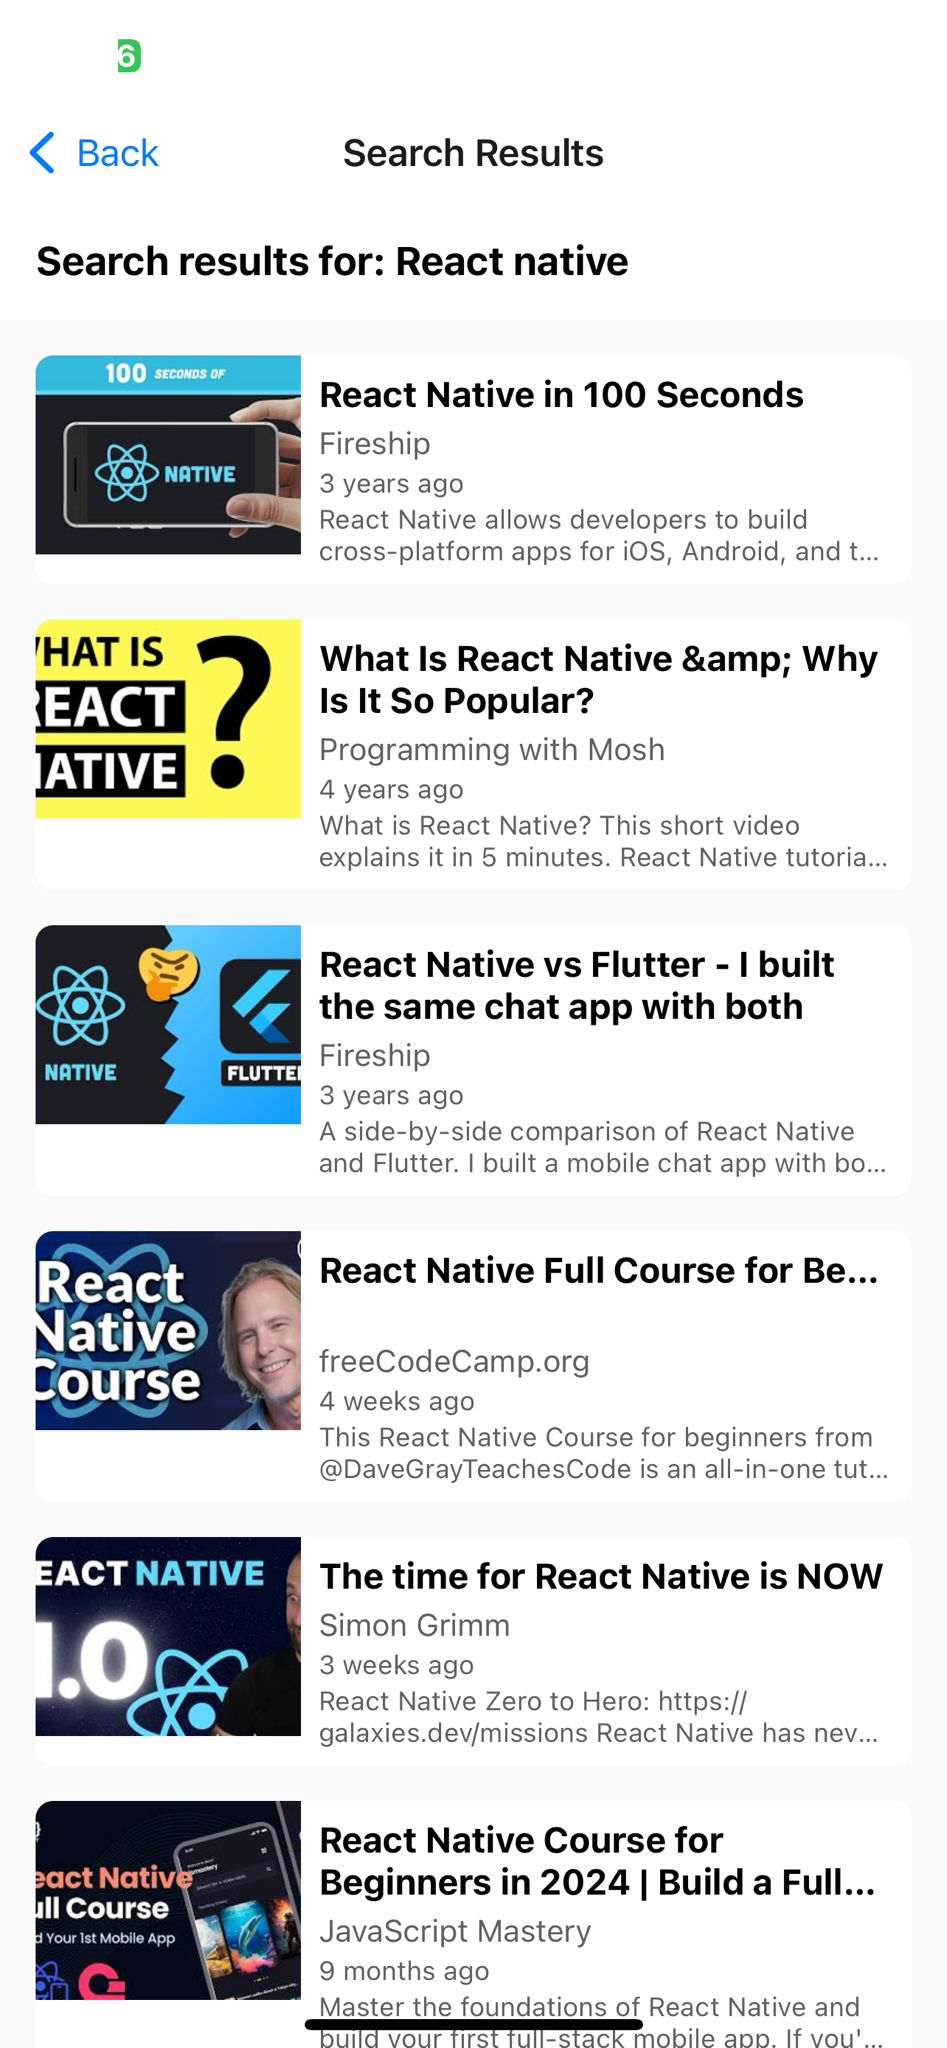 6
Back
Search Results
Search results for: React native
100 SECONDS OF
NATIVE
React Native in 100 Seconds
Fireship
3 years ago
React Native allows developers to build
cross-platform apps for iOS, Android, and t...
HAT IS
REACT
NATIVE
?
What Is React Native &amp; Why
Is It So Popular?
Programming with Mosh
4 years ago
What is React Native? This short video
explains it in 5 minutes. React Native tutoria...
NATIVE
FLUTTE
React Native vs Flutter - I built
the same chat app with both
Fireship
3 years ago
A side-by-side comparison of React Native
and Flutter. I built a mobile chat app with bo...
React
Native
Course
React Native Full Course for Be...
freeCodeCamp.org
4 weeks ago
This React Native Course for beginners from
@DaveGrayTeachesCode is an all-in-one tut...
EACT NATIVE
1.0
The time for React Native is NOW
Simon Grimm
3 weeks ago
React Native Zero to Hero: https://
galaxies.dev/missions React Native has nev...
eact Native
ull Course
d Your 1st Mobile App
React Native Course for
Beginners in 2024 | Build a Full...
JavaScript Mastery
9 months ago
Master the foundations of React Native and
build your first full-stack mobile app. If you'...